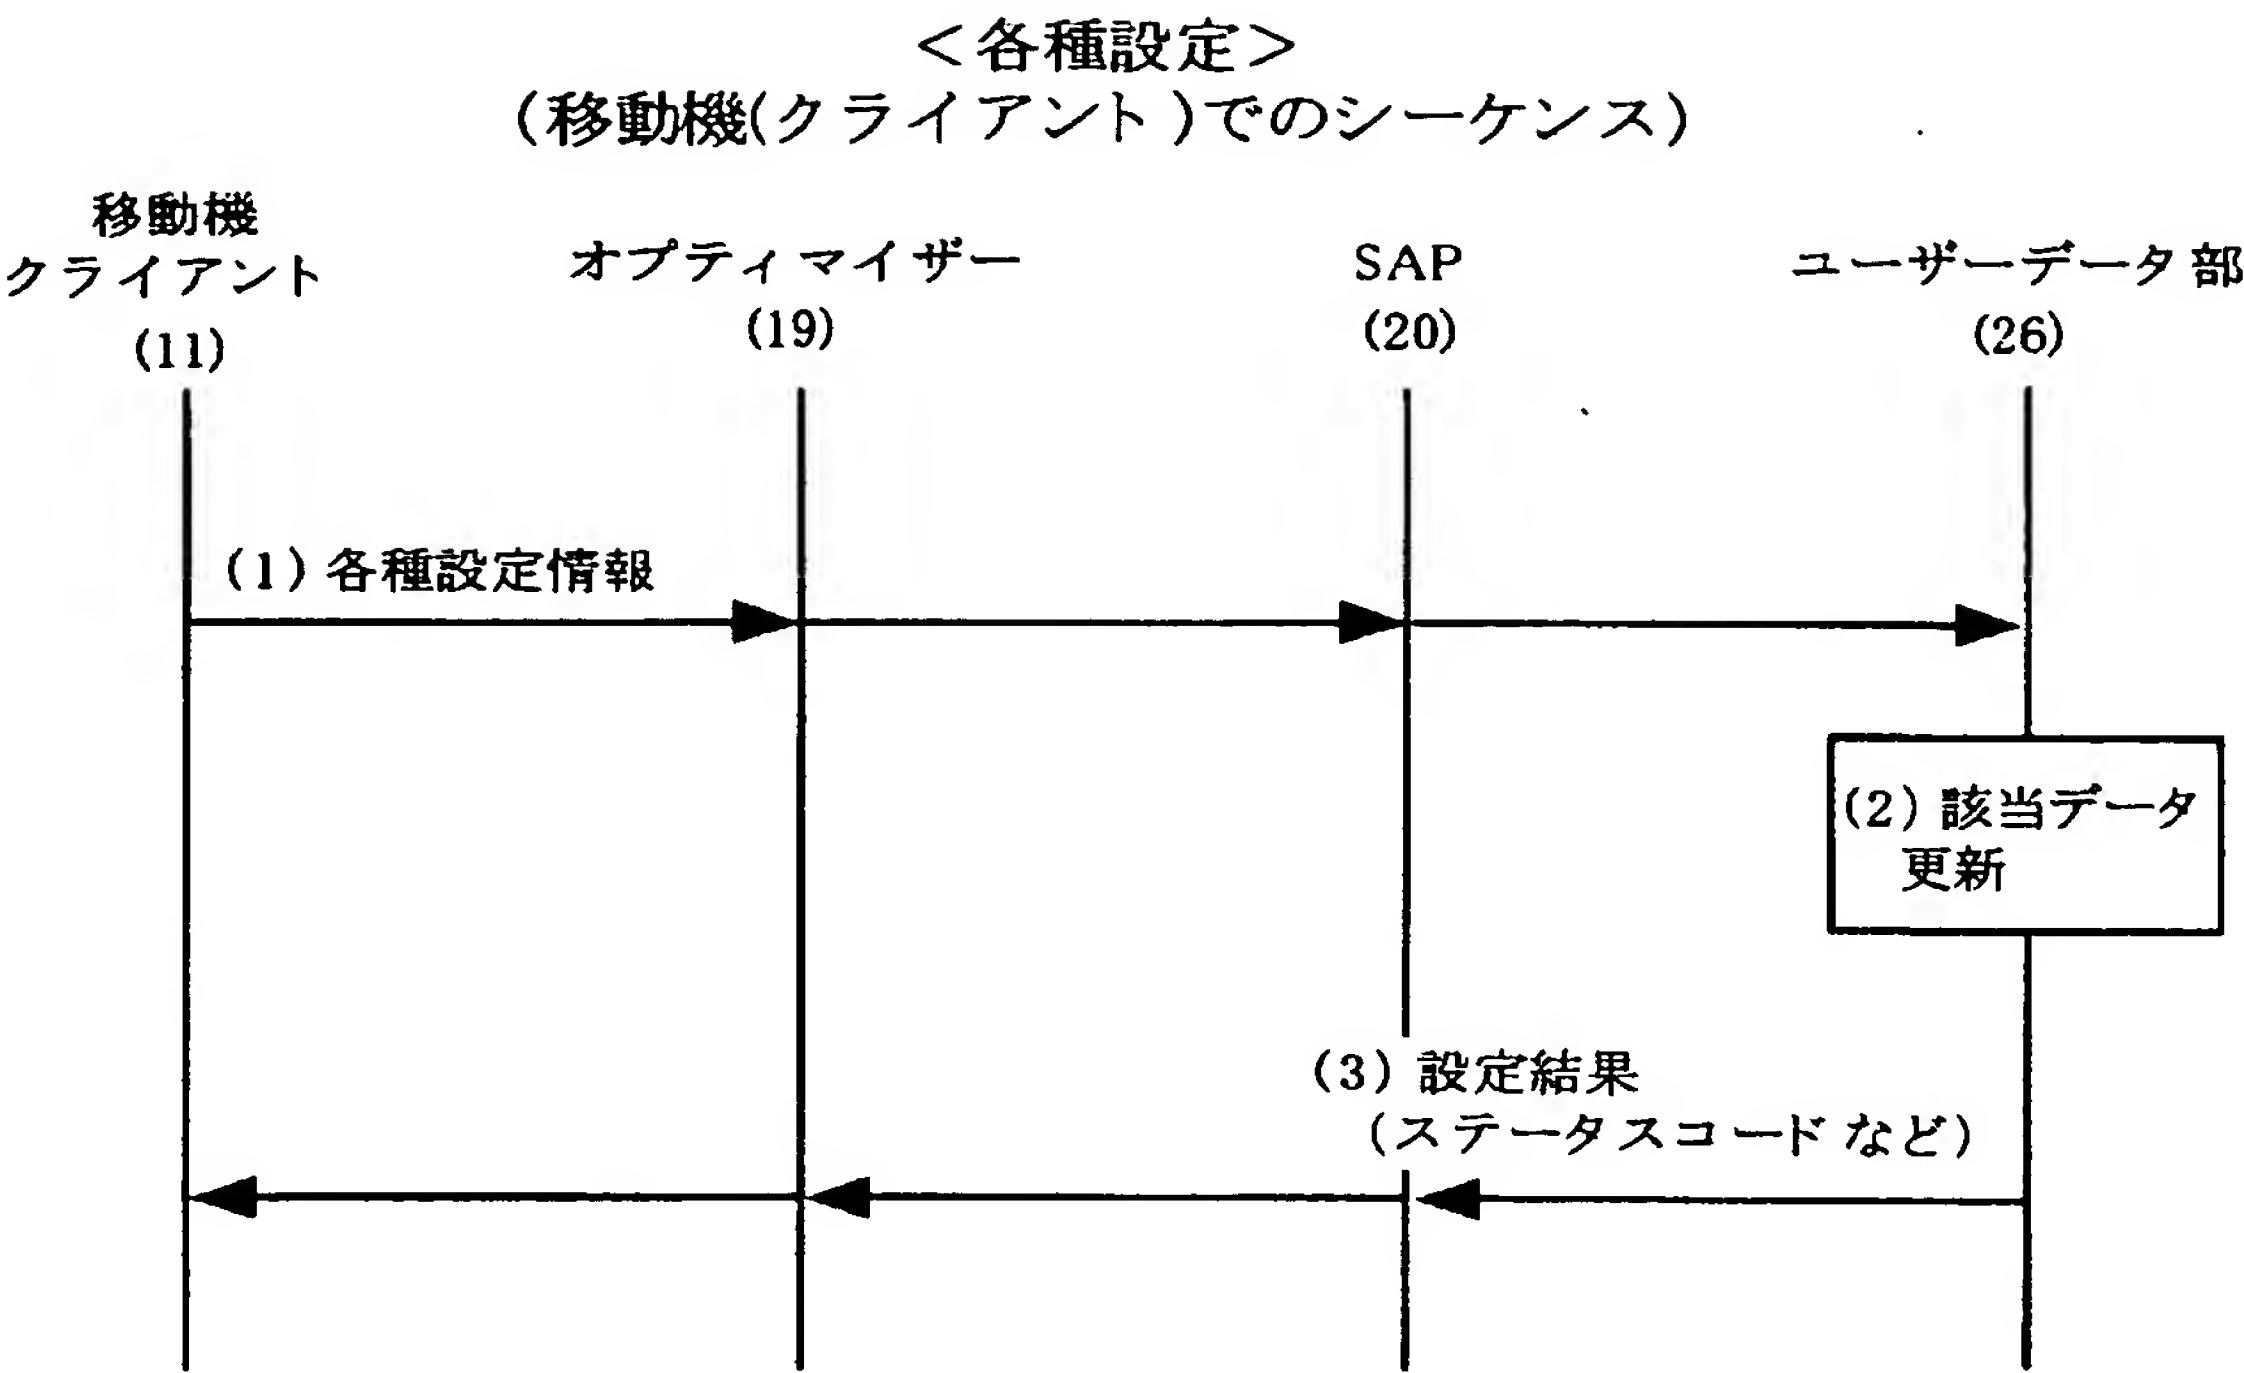 ＜各種設定＞
(移動機(クライアント)でのシーケンス)
移動機
クライアント
(11)
オプティマイザー
(19)
SAP
(20)
ユーザーデータ部
(26)
(1) 各種設定情報
(2) 該当データ
更新
(3) 設定結果
(ステータスコードなど)